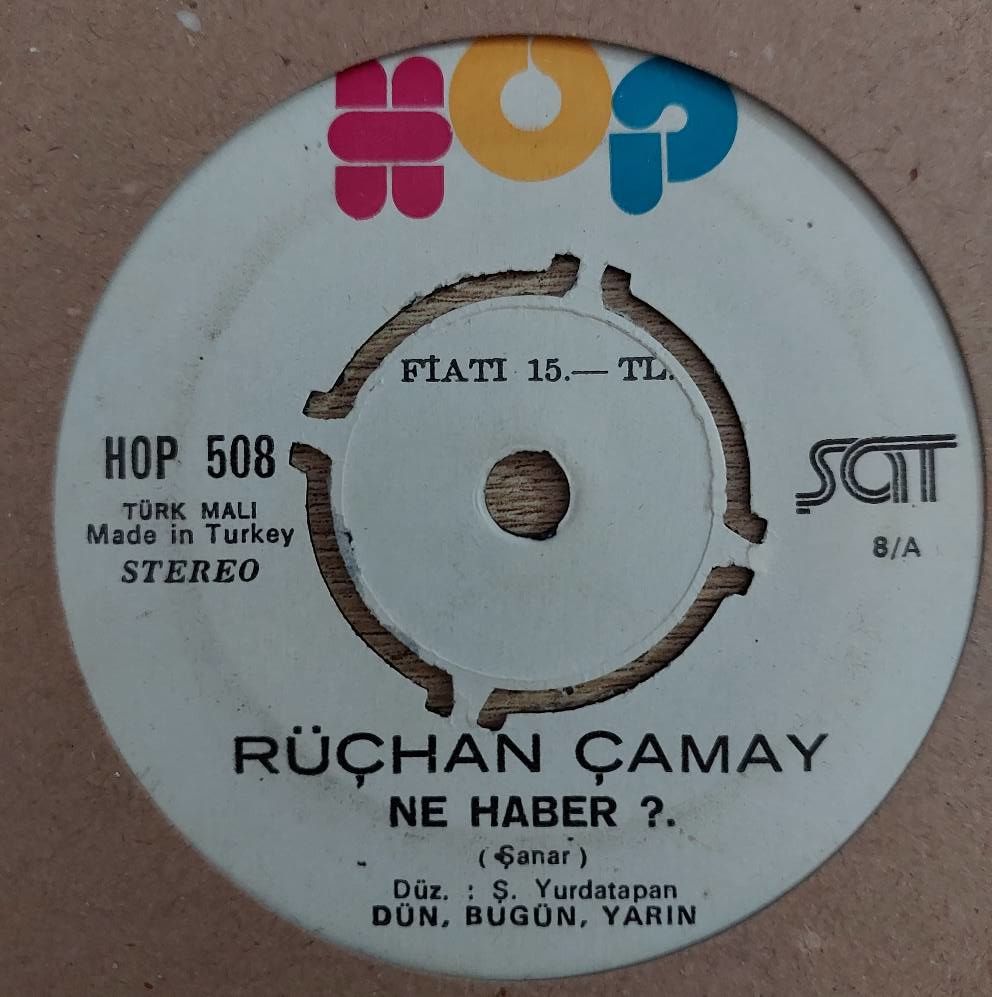 HOP
FİATI 15.— TL.
HOP 508
TÜRK MALI
Made in Turkey
STEREO
ŞAT
8/A
RÜÇHAN ÇAMAY
NE HABER ?.
( Şanar )
Düz. : Ş. Yurdatapan
DÜN, BUGÜN, YARIN